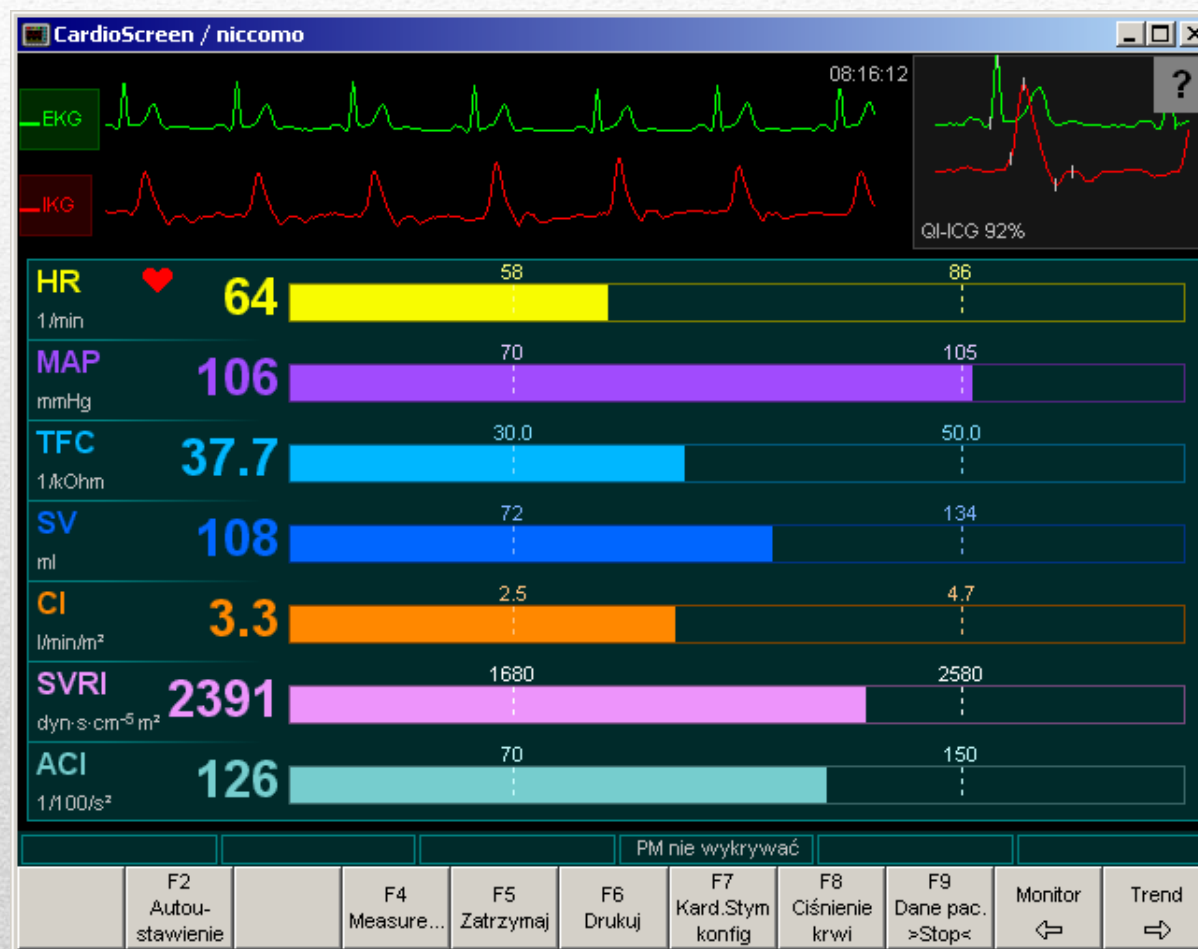 CardioScreen / niccomo
08:16:12
?
EKG
IKG
QI-ICG 92%
HR 64 58 86
1/min
MAP 106 70 105
mmHg
TFC 37.7 30.0 50.0
1/kOhm
SV 108 72 134
ml
CI 3.3 2.5 4.7
l/min/m²
SVRI 2391 1680 2580
dyn·s·cm⁻⁵ m²
ACI 126 70 150
1/100/s²
PM nie wykrywać
F2
Autou-
stawienie
F4
Measure...
F5
Zatrzymaj
F6
Drukuj
F7
Kard.Stym
konfig
F8
Ciśnienie
krwi
F9
Dane pac.
>Stop<
Monitor
Trend